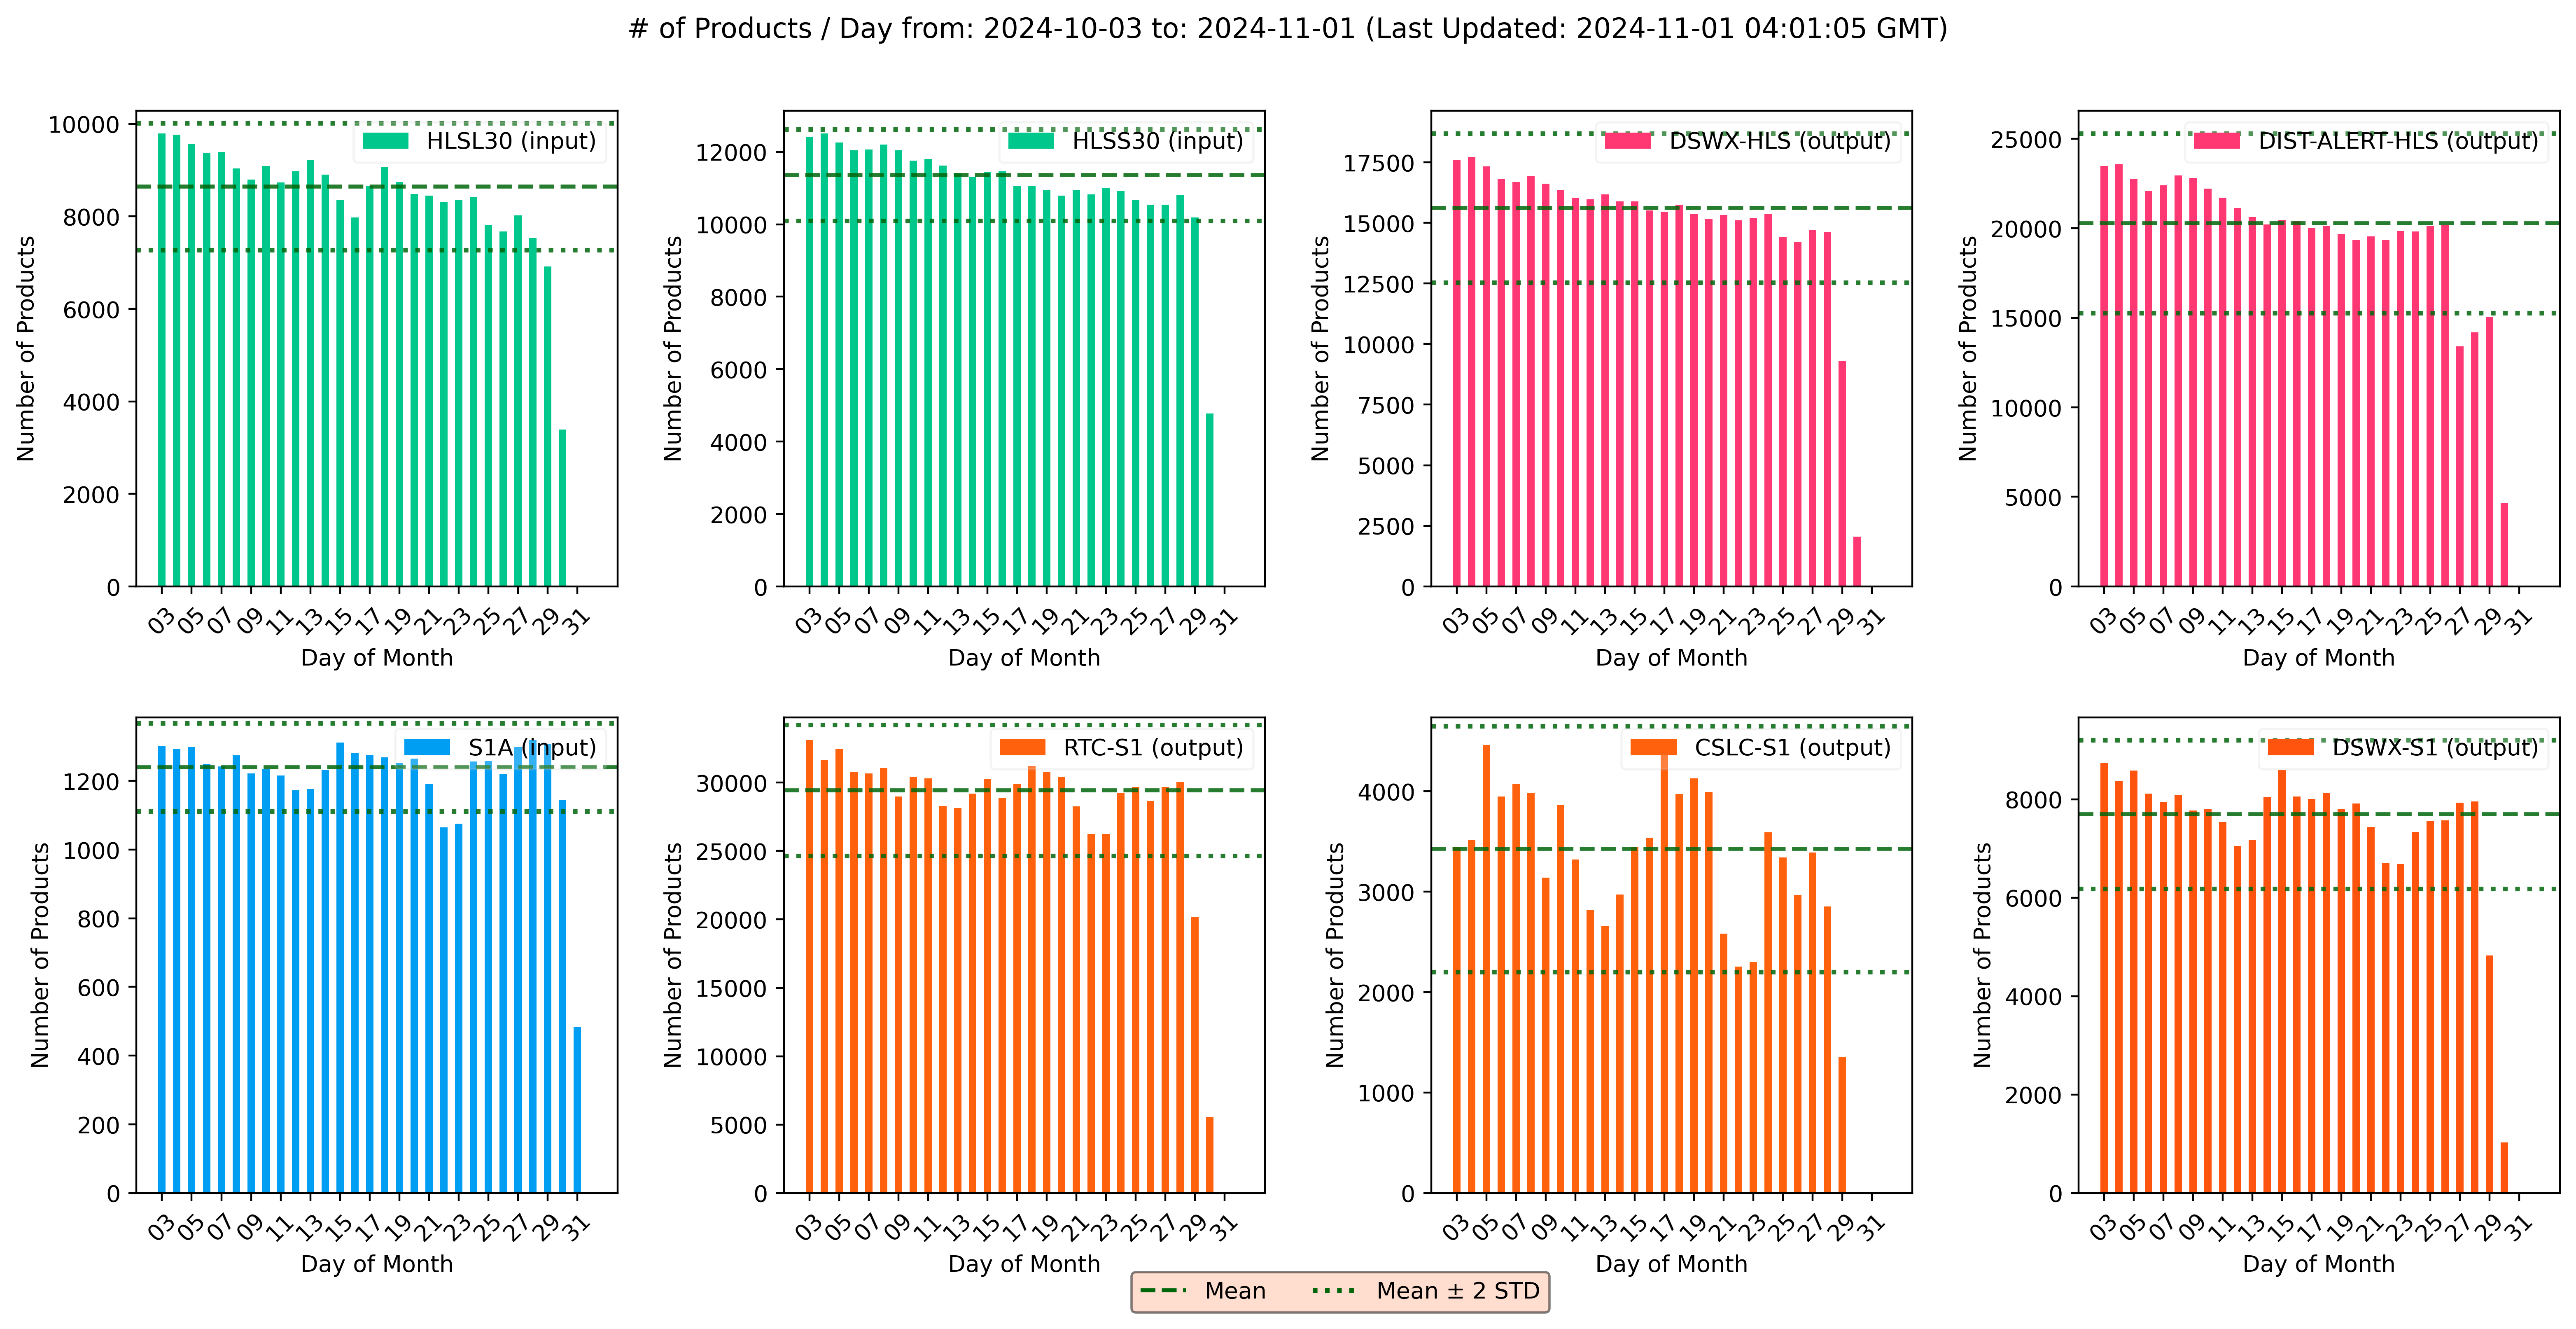 # of Products / Day from: 2024-10-03 to: 2024-11-01 (Last Updated: 2024-11-01 04:01:05 GMT)
HLSL30 (input)
Number of Products
10000
8000
6000
4000
2000
0
03 05 07 09 11 13 15 17 19 21 23 25 27 29 31
Day of Month
HLSS30 (input)
Number of Products
12000
10000
8000
6000
4000
2000
0
03 05 07 09 11 13 15 17 19 21 23 25 27 29 31
Day of Month
DSWX-HLS (output)
Number of Products
17500
15000
12500
10000
7500
5000
2500
0
03 05 07 09 11 13 15 17 19 21 23 25 27 29 31
Day of Month
DIST-ALERT-HLS (output)
Number of Products
25000
20000
15000
10000
5000
0
03 05 07 09 11 13 15 17 19 21 23 25 27 29 31
Day of Month
S1A (input)
Number of Products
1200
1000
800
600
400
200
0
03 05 07 09 11 13 15 17 19 21 23 25 27 29 31
Day of Month
RTC-S1 (output)
Number of Products
30000
25000
20000
15000
10000
5000
0
03 05 07 09 11 13 15 17 19 21 23 25 27 29 31
Day of Month
CSLC-S1 (output)
Number of Products
4000
3000
2000
1000
0
03 05 07 09 11 13 15 17 19 21 23 25 27 29 31
Day of Month
DSWX-S1 (output)
Number of Products
8000
6000
4000
2000
0
03 05 07 09 11 13 15 17 19 21 23 25 27 29 31
Day of Month
Mean
Mean ± 2 STD